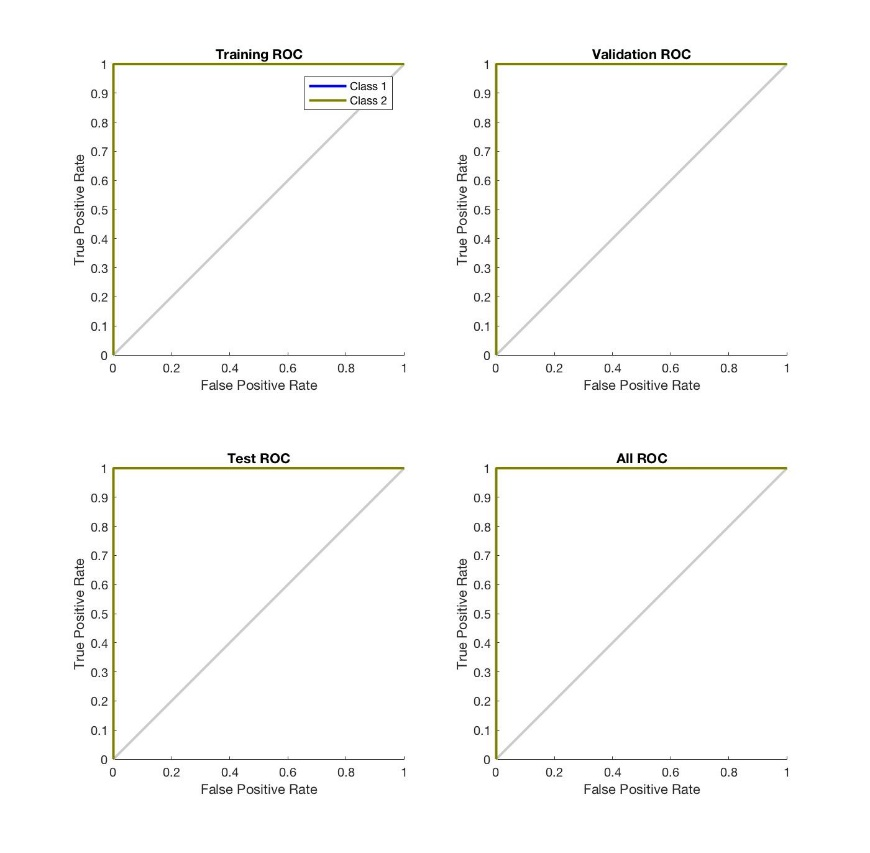 Training ROC
1
0.9
0.8
0.7
0.6
0.5
0.4
0.3
0.2
0.1
0
True Positive Rate
Class 1
Class 2
0 0.2 0.4 0.6 0.8 1
False Positive Rate
Validation ROC
1
0.9
0.8
0.7
0.6
0.5
0.4
0.3
0.2
0.1
0
True Positive Rate
0 0.2 0.4 0.6 0.8 1
False Positive Rate
Test ROC
1
0.9
0.8
0.7
0.6
0.5
0.4
0.3
0.2
0.1
0
True Positive Rate
0 0.2 0.4 0.6 0.8 1
False Positive Rate
All ROC
1
0.9
0.8
0.7
0.6
0.5
0.4
0.3
0.2
0.1
0
True Positive Rate
0 0.2 0.4 0.6 0.8 1
False Positive Rate